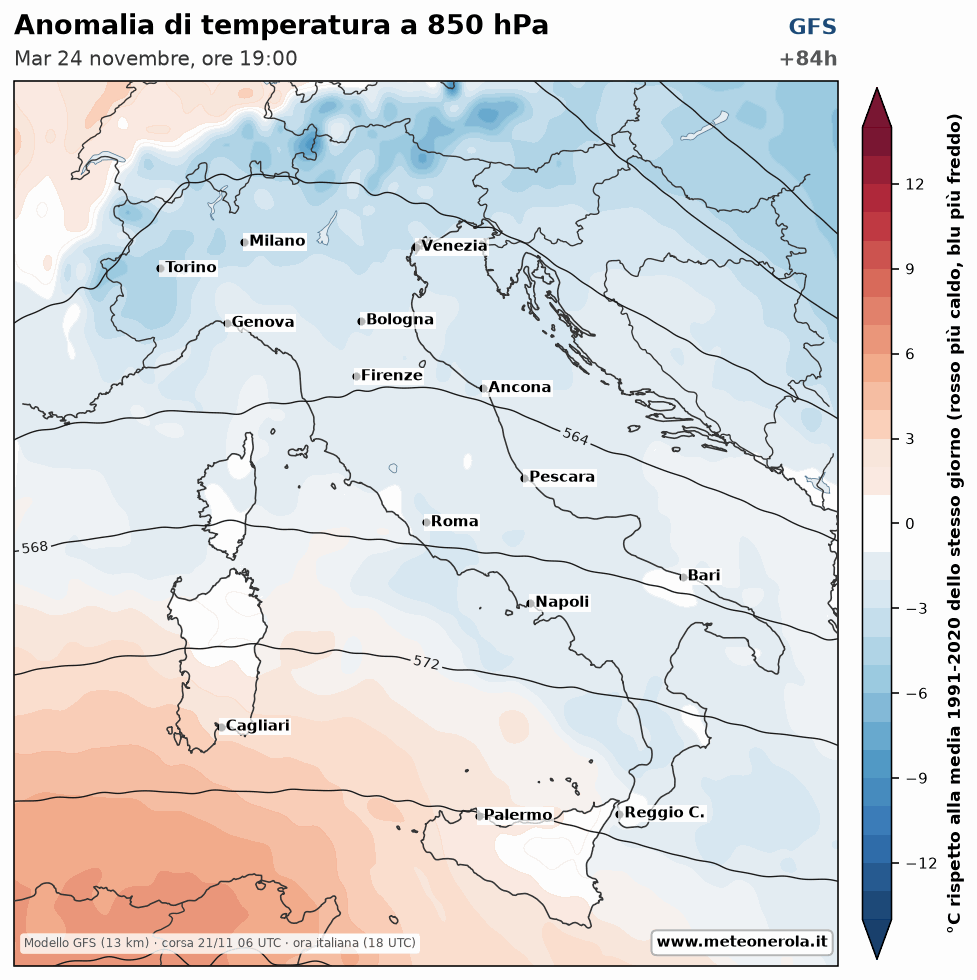 Anomalia di temperatura a 850 hPa
GFS
Mar 24 novembre, ore 19:00
+84h
Milano
Venezia
Torino
Genova
Bologna
Firenze
Ancona
564
Pescara
Roma
568
Bari
Napoli
572
Cagliari
Palermo
Reggio C.
Modello GFS (13 km) · corsa 21/11 06 UTC · ora italiana (18 UTC)
www.meteonerola.it
12
9
6
3
0
−3
−6
−9
−12
°C rispetto alla media 1991-2020 dello stesso giorno (rosso più caldo, blu più freddo)